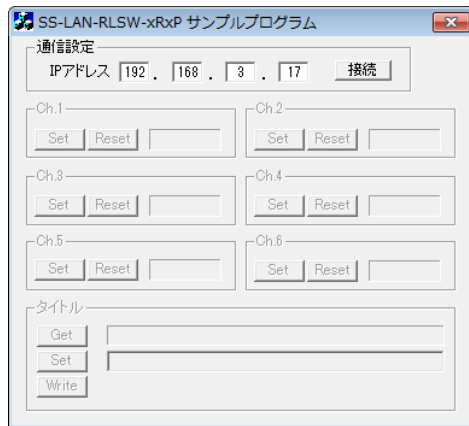 SS-LAN-RLSW-xRxP サンプルプログラム
通信設定
IPアドレス 192 . 168 . 3 . 17 接続
Ch.1 Ch.2
Set Reset Set Reset
Ch.3 Ch.4
Set Reset Set Reset
Ch.5 Ch.6
Set Reset Set Reset
タイトル
Get
Set
Write